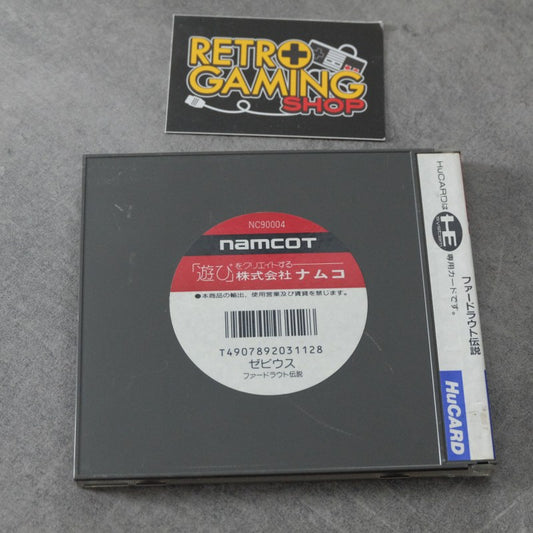 RETRO
GAMING
SHOP
NC90004
namcot
「遊び」をクリエイトする
株式会社ナムコ
●本商品の輸出、使用営業及び賃貸を禁じます。
T4907892031128
ゼビウス
ファードラウト伝説
HuCARDは HE 専用カードです。
ファードラウト伝説
HuCARD